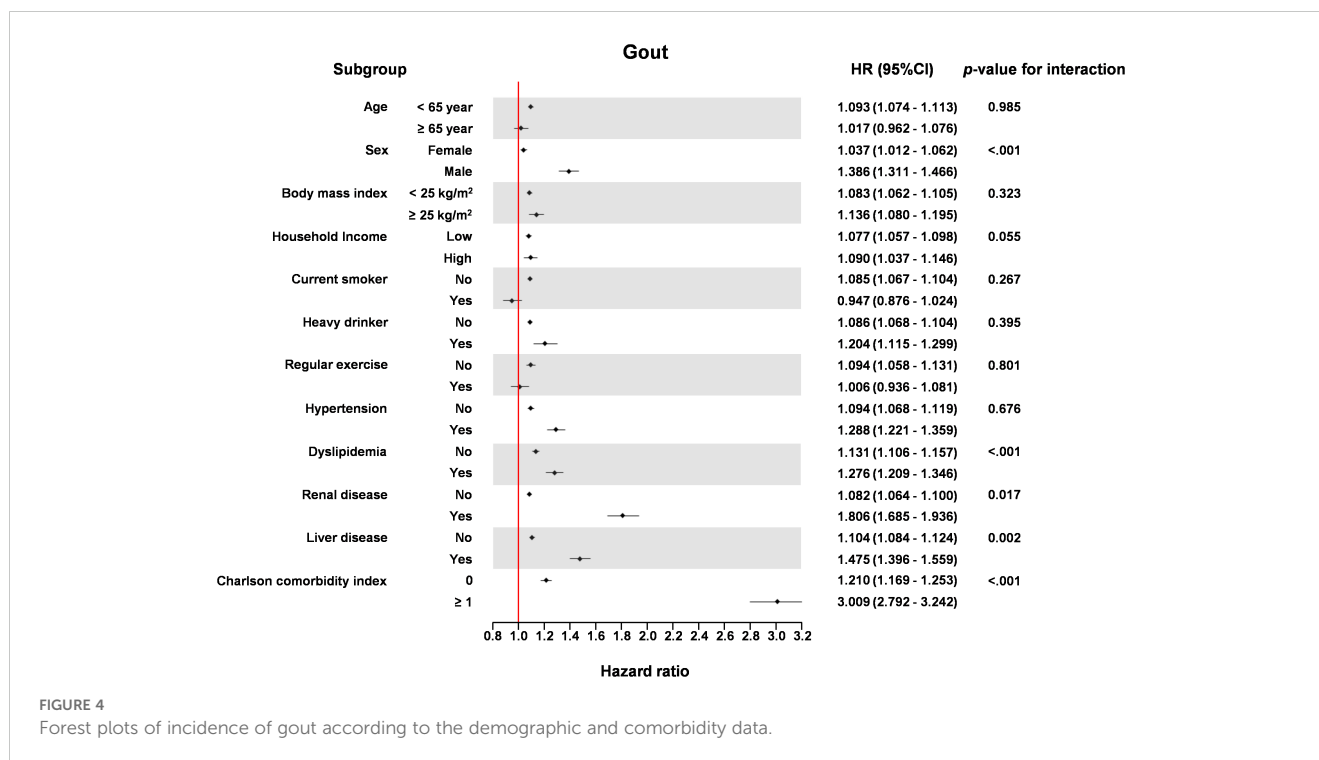 Gout
Subgroup HR (95%CI) p-value for interaction
Age < 65 year 1.093 (1.074 - 1.113) 0.985
≥ 65 year 1.017 (0.962 - 1.076)
Sex Female 1.037 (1.012 - 1.062) <.001
Male 1.386 (1.311 - 1.466)
Body mass index < 25 kg/m² 1.083 (1.062 - 1.105) 0.323
≥ 25 kg/m² 1.136 (1.080 - 1.195)
Household Income Low 1.077 (1.057 - 1.098) 0.055
High 1.090 (1.037 - 1.146)
Current smoker No 1.085 (1.067 - 1.104) 0.267
Yes 0.947 (0.876 - 1.024)
Heavy drinker No 1.086 (1.068 - 1.104) 0.395
Yes 1.204 (1.115 - 1.299)
Regular exercise No 1.094 (1.058 - 1.131) 0.801
Yes 1.006 (0.936 - 1.081)
Hypertension No 1.094 (1.068 - 1.119) 0.676
Yes 1.288 (1.221 - 1.359)
Dyslipidemia No 1.131 (1.106 - 1.157) <.001
Yes 1.276 (1.209 - 1.346)
Renal disease No 1.082 (1.064 - 1.100) 0.017
Yes 1.806 (1.685 - 1.936)
Liver disease No 1.104 (1.084 - 1.124) 0.002
Yes 1.475 (1.396 - 1.559)
Charlson comorbidity index 0 1.210 (1.169 - 1.253) <.001
≥ 1 3.009 (2.792 - 3.242)
0.8 1.0 1.2 1.4 1.6 1.8 2.0 2.2 2.4 2.6 2.8 3.0 3.2
Hazard ratio
FIGURE 4
Forest plots of incidence of gout according to the demographic and comorbidity data.